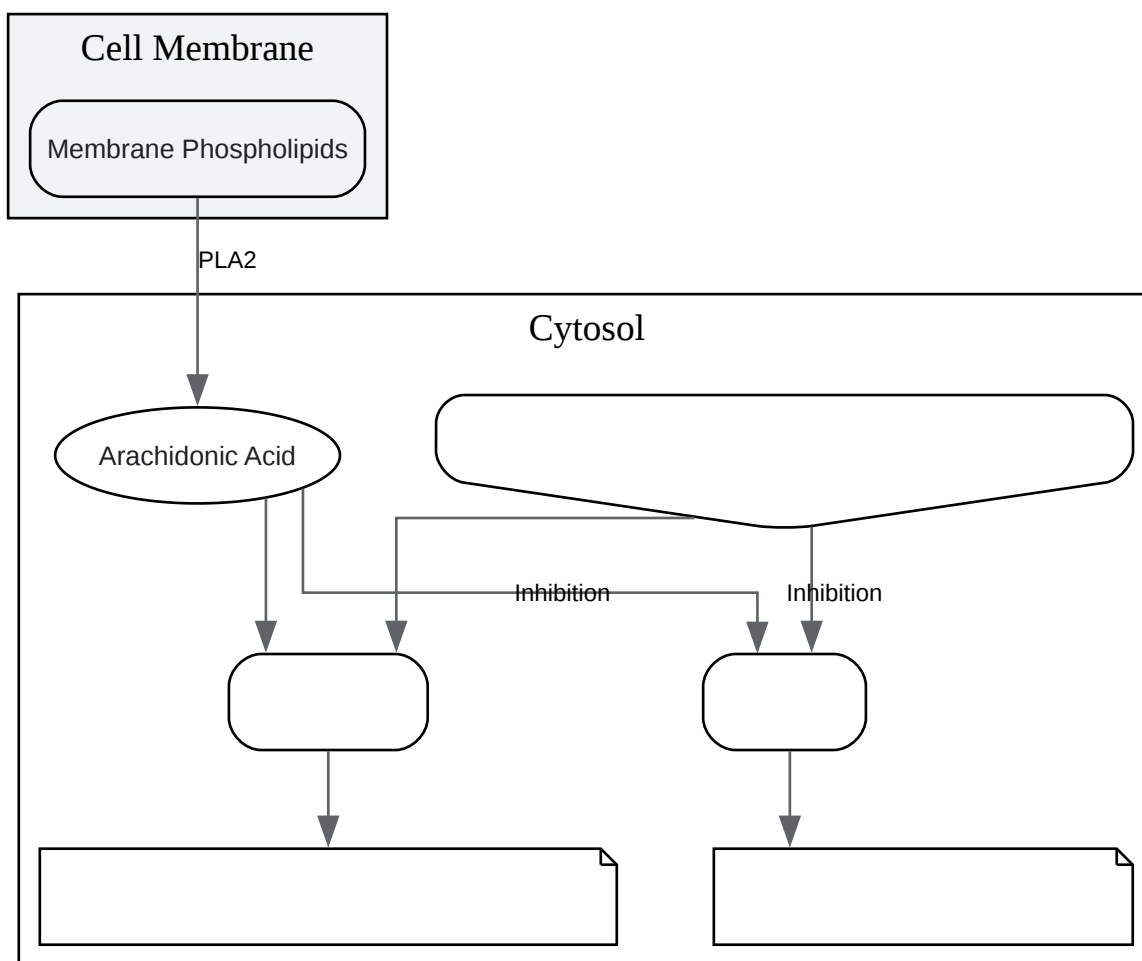 Cell Membrane
Membrane Phospholipids
PLA2
Cytosol
Arachidonic Acid
Inhibition
Inhibition